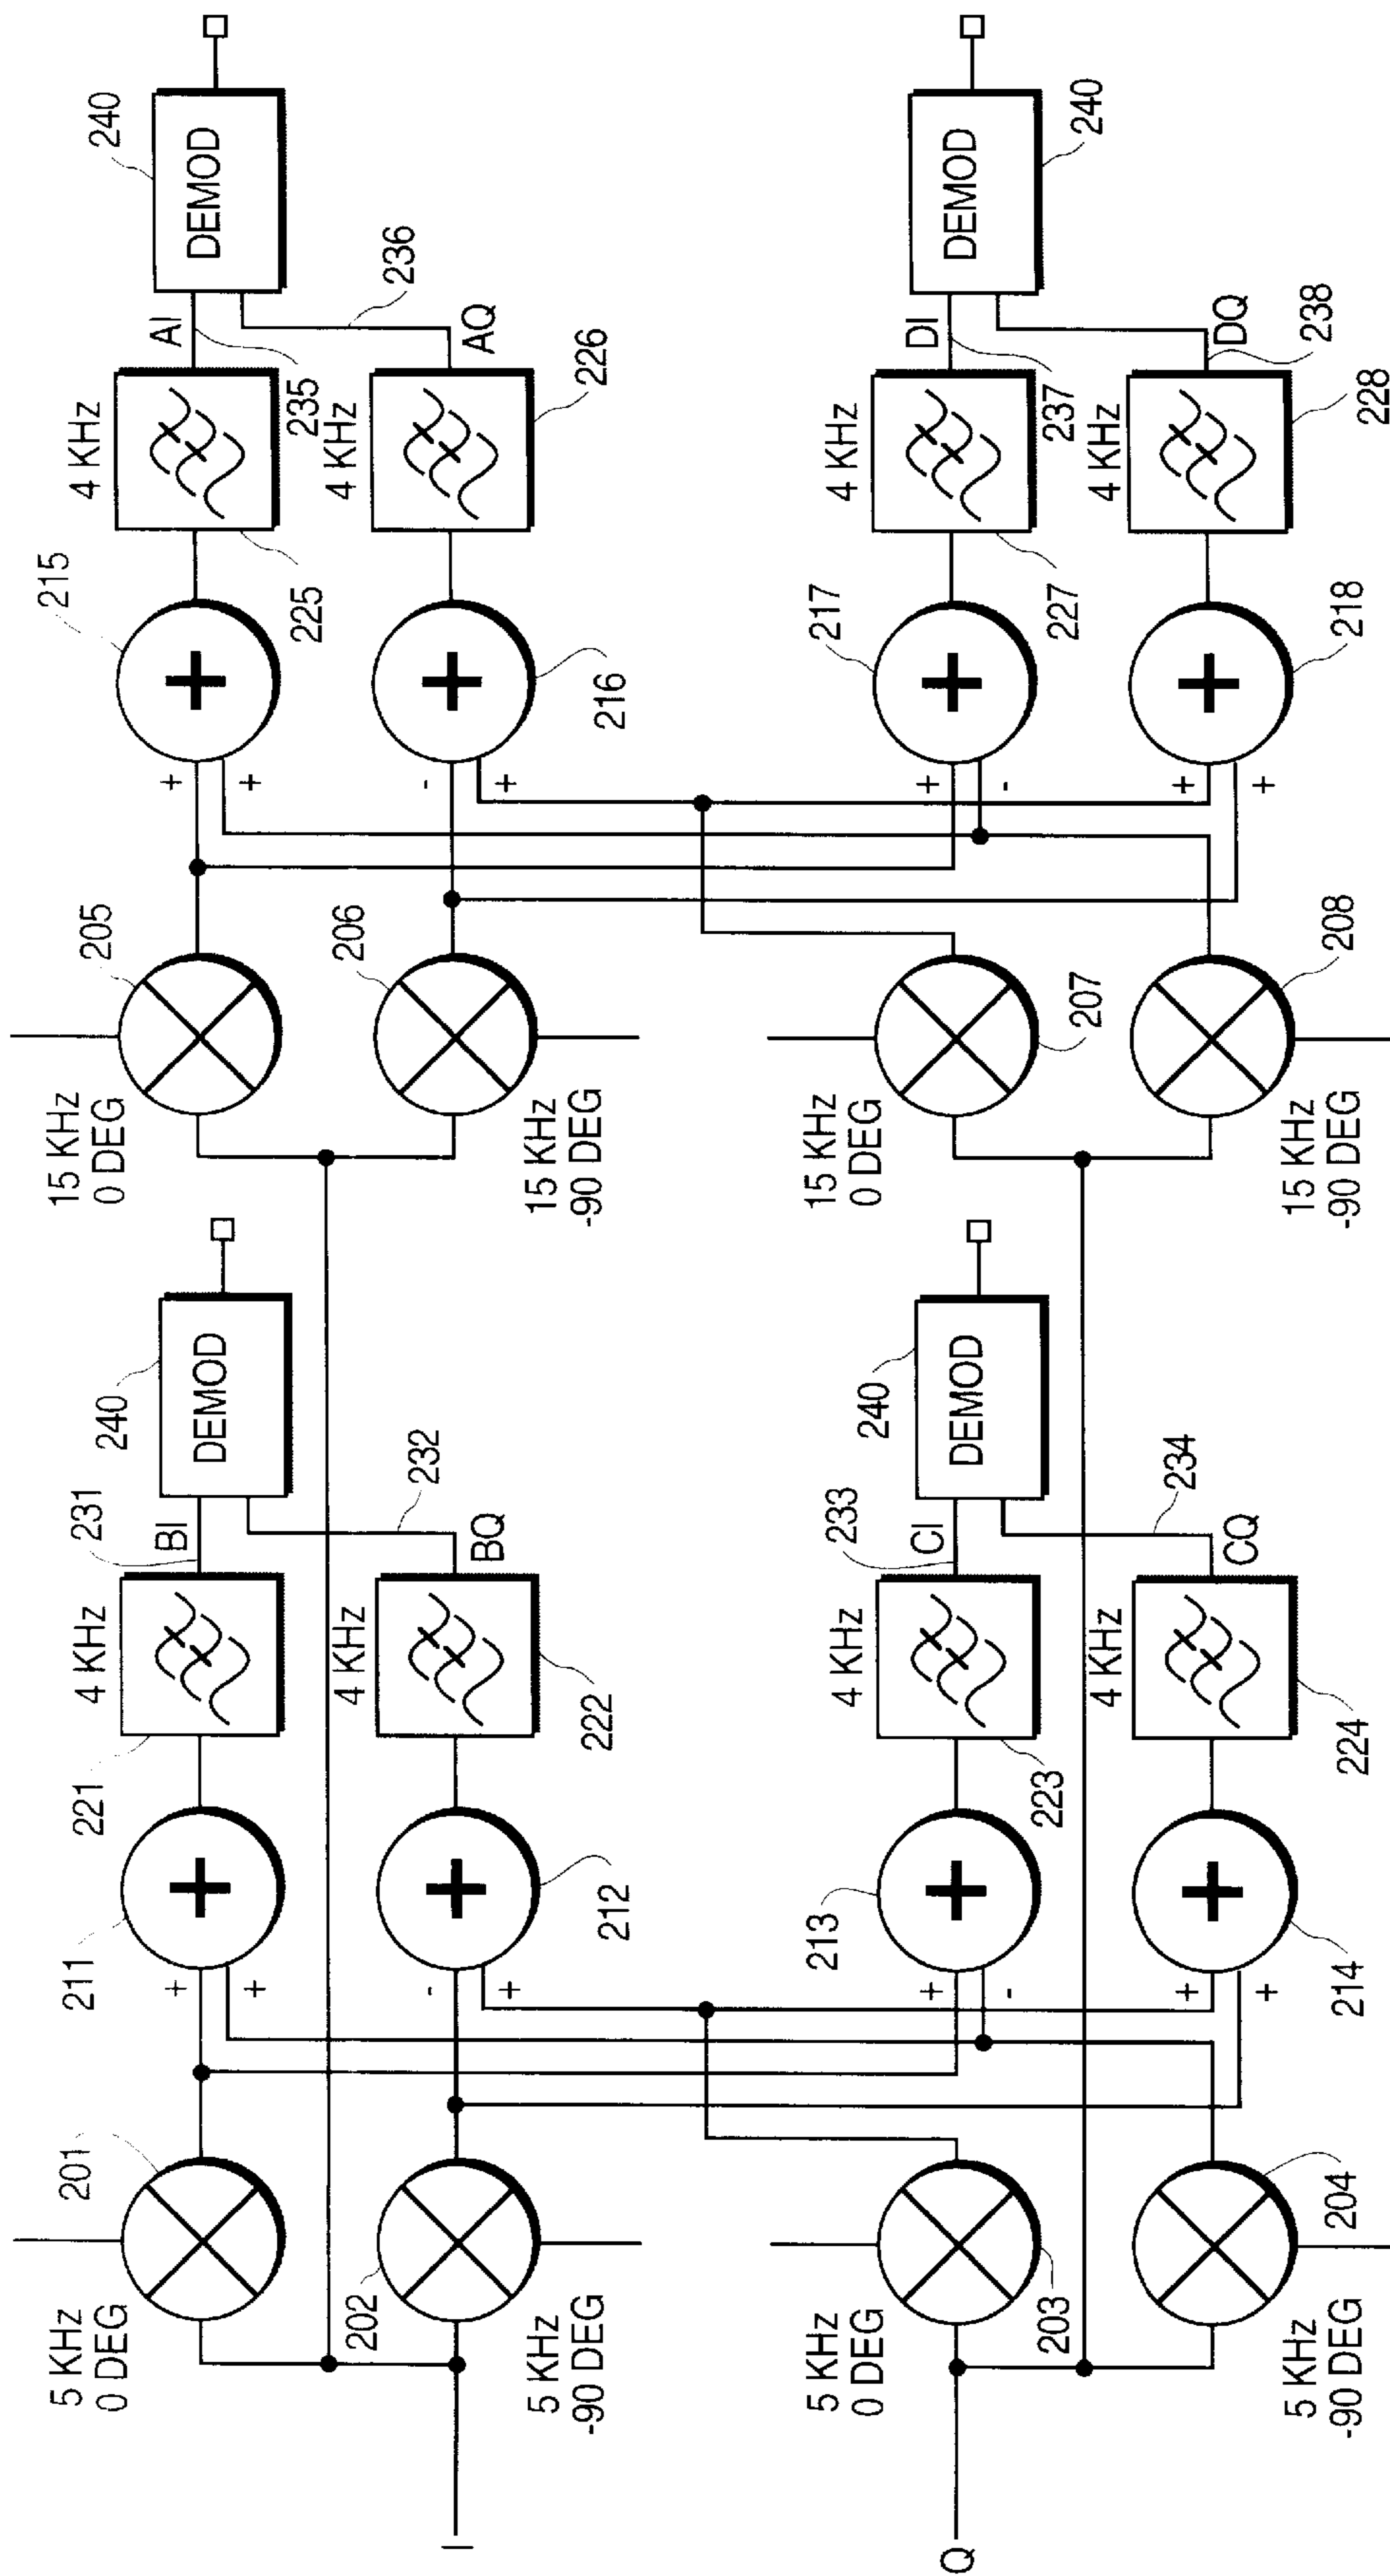 I
5 KHz
0 DEG
201
202
5 KHz
-90 DEG
211
+
+
-
+
212
221
4 KHz
4 KHz
222
BI
231
BQ
232
240
DEMOD
15 KHz
0 DEG
205
206
15 KHz
-90 DEG
215
+
+
-
+
216
225
4 KHz
235
4 KHz
226
AI
AQ
236
240
DEMOD
Q
5 KHz
0 DEG
203
204
5 KHz
-90 DEG
213
+
-
+
+
214
223
4 KHz
4 KHz
224
CI
233
CQ
234
240
DEMOD
15 KHz
0 DEG
207
208
15 KHz
-90 DEG
217
+
-
+
+
218
227
4 KHz
237
4 KHz
228
DI
DQ
238
240
DEMOD